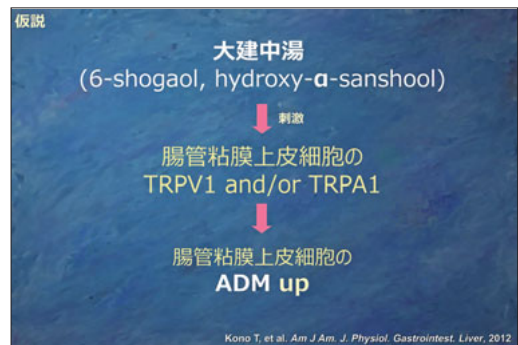 仮説
大建中湯
(6-shogaol, hydroxy-α-sanshool)
刺激
腸管粘膜上皮細胞の
TRPV1 and/or TRPA1
腸管粘膜上皮細胞の
ADM up
Kono T, et al. Am J Am. J. Physiol. Gastrointest. Liver, 2012